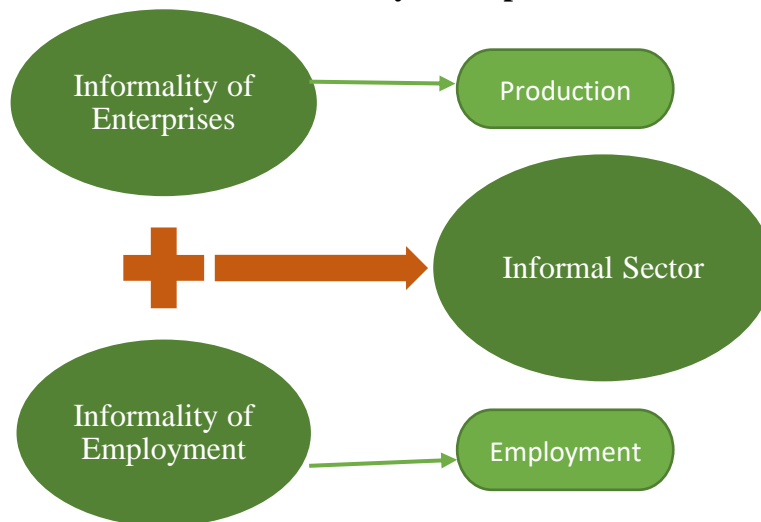 Informality of
Enterprises
Production
Informal Sector
Informality of
Employment
Employment